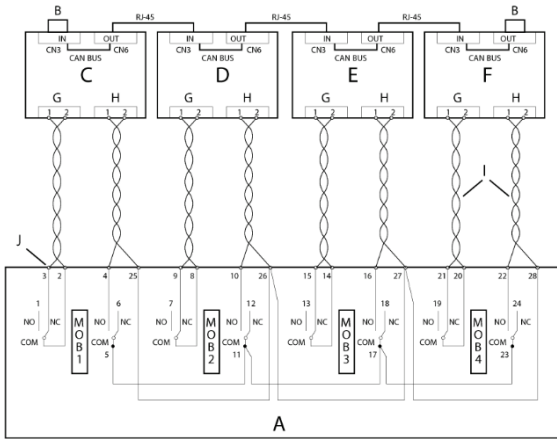 B RJ-45 RJ-45 RJ-45 B
IN OUT IN OUT IN OUT IN OUT
CN3 CN6 CN3 CN6 CN3 CN6 CN3 CN6
CAN BUS CAN BUS CAN BUS CAN BUS
C D E F
G H G H G H G H
1 2 1 2 1 2 1 2 1 2 1 2 1 2 1 2
I
J
3 2 4 25 9 8 10 26 15 14 16 27 21 20 22 28
1 6 7 12 13 18 19 24
NO NC NO NC NO NC NO NC NO NC NO NC NO NC NO NC
COM COM COM COM COM COM COM COM
MOB1 MOB2 MOB3 MOB4
5 11 17 23
A